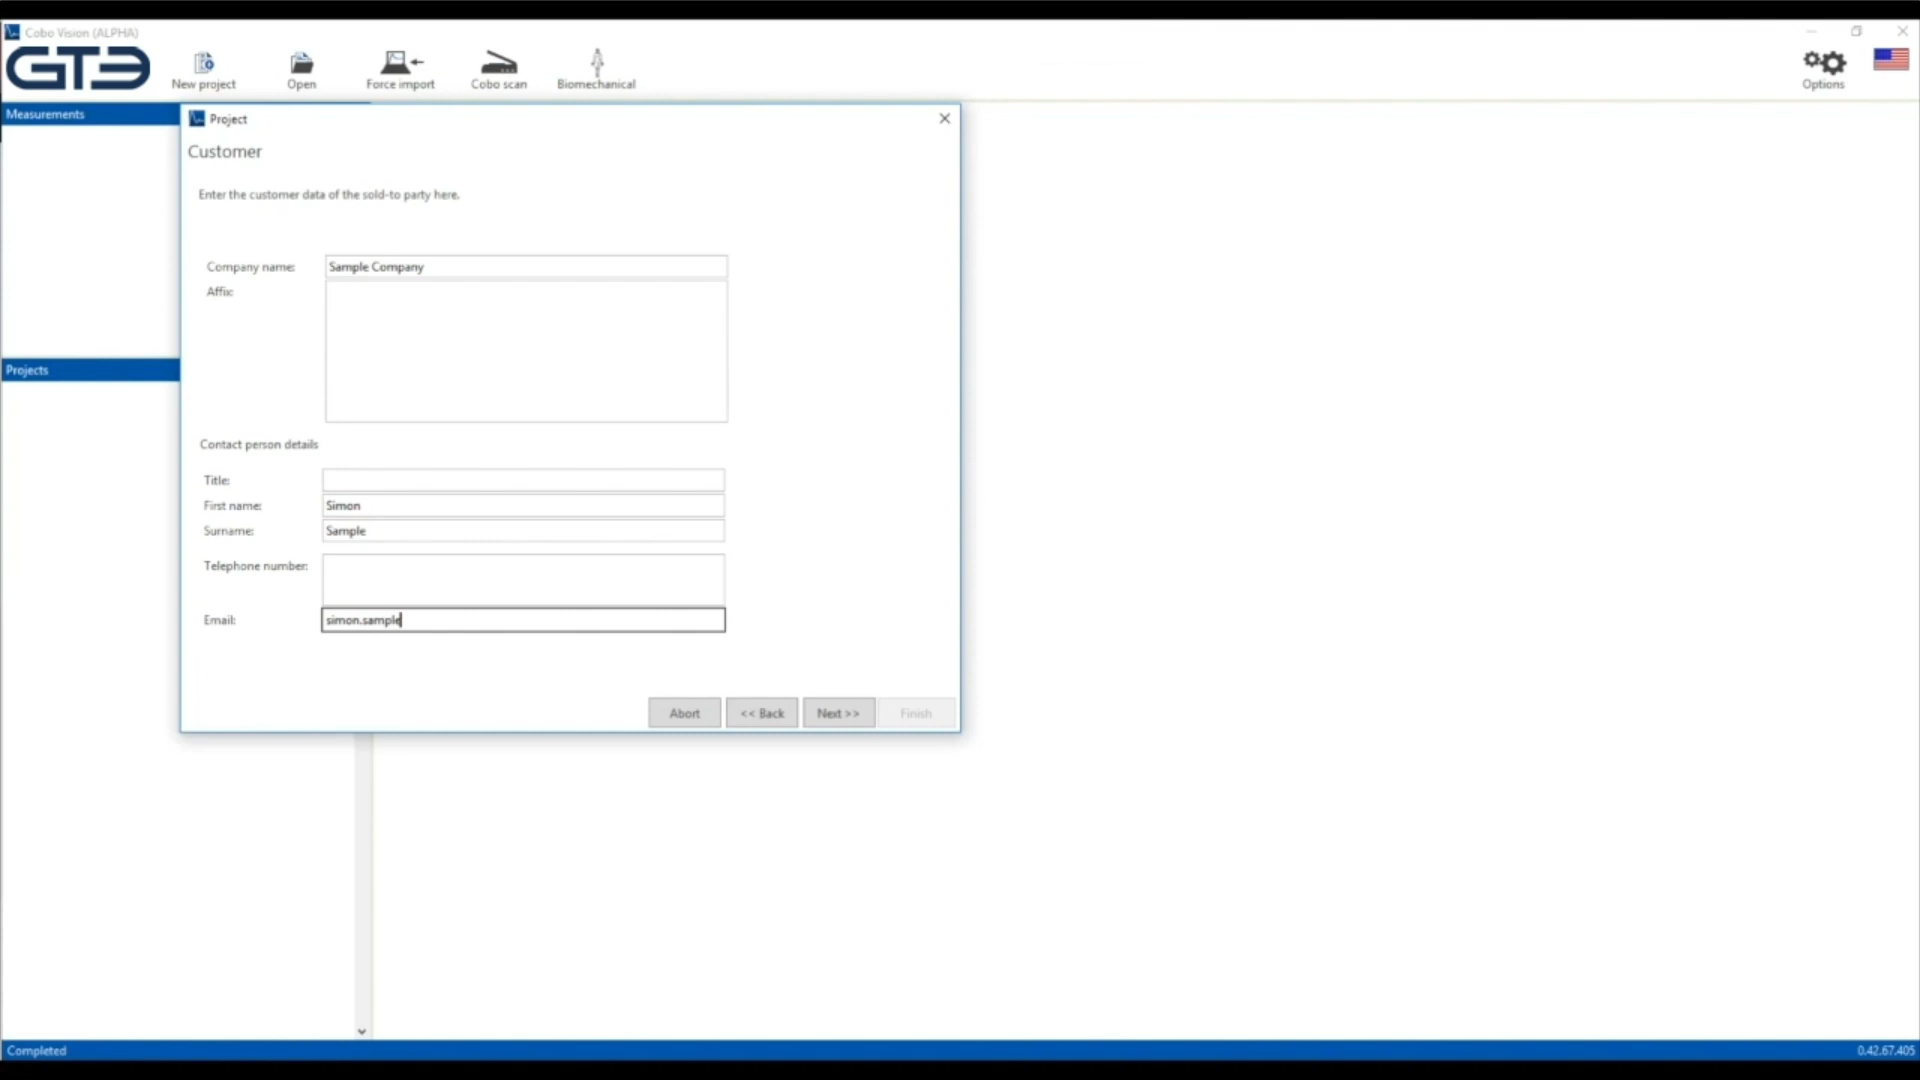 Cobo Vision (ALPHA)
GT3
New project
Open
Force import
Cobo scan
Biomechanical
Options
Measurements
Project
Customer
Enter the customer data of the sold-to party here.
Company name:
Sample Company
Affix:
Projects
Contact person details
Title:
First name:
Simon
Surname:
Sample
Telephone number:
Email:
simon.sample
Abort
<< Back
Next >>
Finish
Completed
0.42.67.405